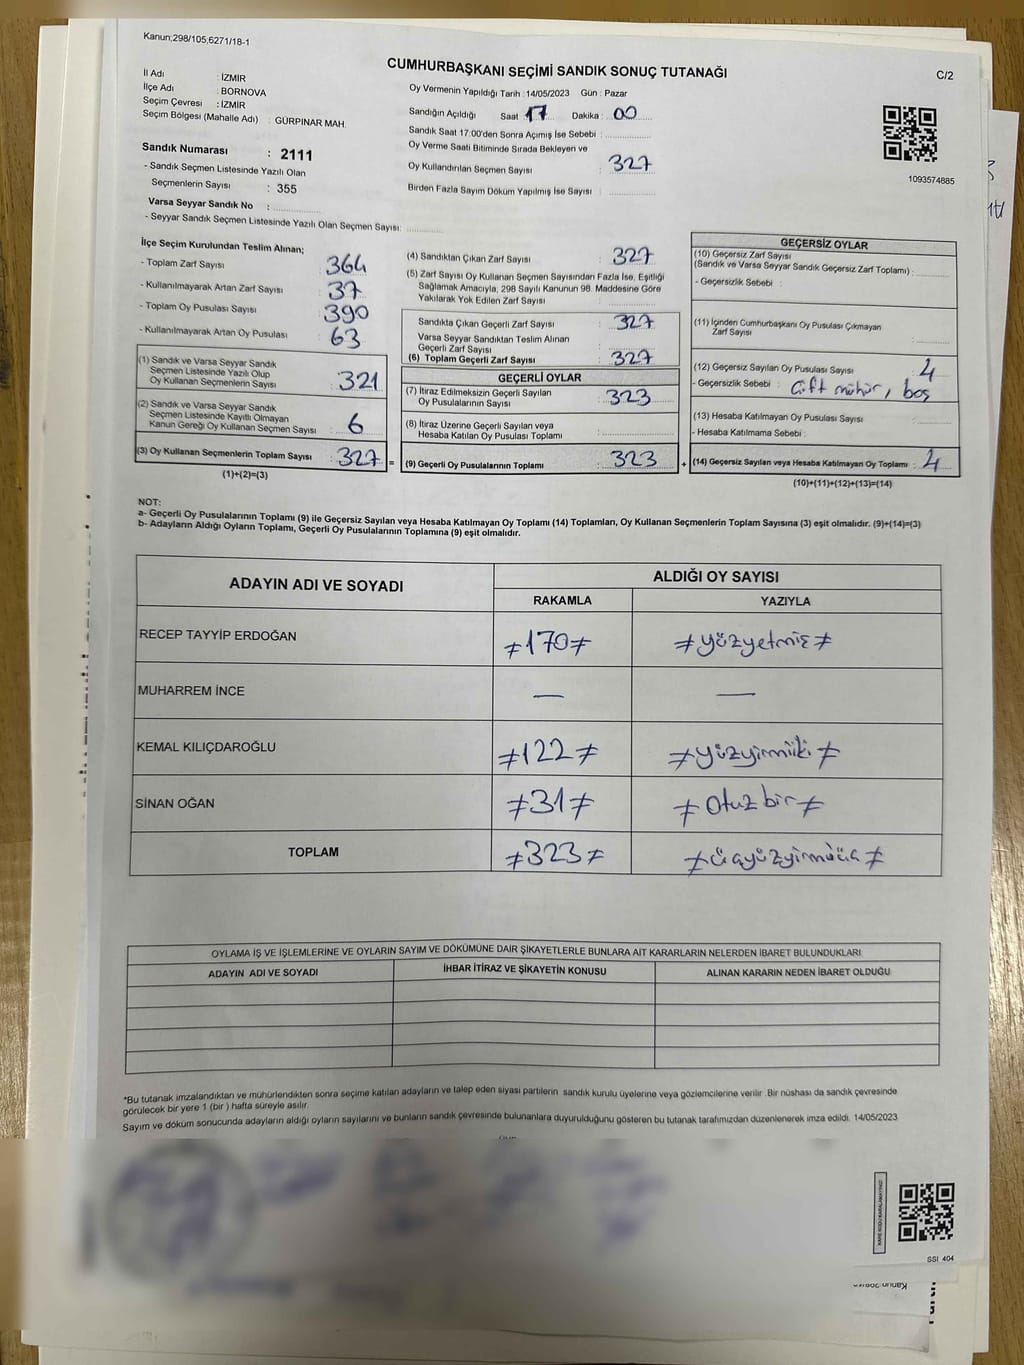 Kanun;298/105;6271/18-1
CUMHURBAŞKANI SEÇİMİ SANDIK SONUÇ TUTANAĞI
C/2
İl Adı : İZMİR
İlçe Adı : BORNOVA
Seçim Çevresi : İZMİR
Seçim Bölgesi (Mahalle Adı) : GÜRPINAR MAH.
Sandık Numarası : 2111
- Sandık Seçmen Listesinde Yazılı Olan
Seçmenlerin Sayısı : 355
Varsa Seyyar Sandık No :
- Seyyar Sandık Seçmen Listesinde Yazılı Olan Seçmen Sayısı:
Oy Vermenin Yapıldığı Tarih : 14/05/2023 Gün : Pazar
Sandığın Açıldığı Saat : 17 Dakika : 00
Sandık Saat 17.00'den Sonra Açımış İse Sebebi :
Oy Verme Saati Bitiminde Sırada Bekleyen ve
Oy Kullandırılan Seçmen Sayısı : 327
Birden Fazla Sayım Döküm Yapılmış İse Sayısı :
1093574885
İlçe Seçim Kurulundan Teslim Alınan;
- Toplam Zarf Sayısı : 364
- Kullanılmayarak Artan Zarf Sayısı : 37
- Toplam Oy Pusulası Sayısı : 390
- Kullanılmayarak Artan Oy Pusulası : 63
(1) Sandık ve Varsa Seyyar Sandık
Seçmen Listesinde Yazılı Olup
Oy Kullanan Seçmenlerin Sayısı : 321
(2) Sandık ve Varsa Seyyar Sandık
Seçmen Listesinde Kayıtlı Olmayan
Kanun Gereği Oy Kullanan Seçmen Sayısı : 6
(3) Oy Kullanan Seçmenlerin Toplam Sayısı : 327 =
(1)+(2)=(3)
(4) Sandıktan Çıkan Zarf Sayısı : 327
(5) Zarf Sayısı Oy Kullanan Seçmen Sayısından Fazla İse, Eşitliği
Sağlamak Amacıyla, 298 Sayılı Kanunun 98. Maddesine Göre
Yakılarak Yok Edilen Zarf Sayısı :
Sandıkta Çıkan Geçerli Zarf Sayısı : 327
Varsa Seyyar Sandıktan Teslim Alınan
Geçerli Zarf Sayısı :
(6) Toplam Geçerli Zarf Sayısı : 327
GEÇERLİ OYLAR
(7) İtiraz Edilmeksizin Geçerli Sayılan
Oy Pusulalarının Sayısı : 323
(8) İtiraz Üzerine Geçerli Sayılan veya
Hesaba Katılan Oy Pusulaları Toplamı :
(9) Geçerli Oy Pusulalarının Toplamı : 323 +
GEÇERSİZ OYLAR
(10) Geçersiz Zarf Sayısı
(Sandık ve Varsa Seyyar Sandık Geçersiz Zarf Toplamı) :
- Geçersizlik Sebebi :
(11) İçinden Cumhurbaşkanı Oy Pusulası Çıkmayan
Zarf Sayısı :
(12) Geçersiz Sayılan Oy Pusulası Sayısı : 4
- Geçersizlik Sebebi : Çift mühür, boş
(13) Hesaba Katılmayan Oy Pusulası Sayısı :
- Hesaba Katılmama Sebebi :
(14) Geçersiz Sayılan veya Hesaba Katılmayan Oy Toplamı : 4
(10)+(11)+(12)+(13)=(14)
NOT:
a- Geçerli Oy Pusulalarının Toplamı (9) ile Geçersiz Sayılan veya Hesaba Katılmayan Oy Toplamı (14) Toplamları, Oy Kullanan Seçmenlerin Toplam Sayısına (3) eşit olmalıdır. (9)+(14)=(3)
b- Adayların Aldığı Oyların Toplamı, Geçerli Oy Pusulalarının Toplamına (9) eşit olmalıdır.
ADAYIN ADI VE SOYADI
ALDIĞI OY SAYISI
RAKAMLA YAZIYLA
RECEP TAYYİP ERDOĞAN ≠170≠ ≠yüzyetmiş≠
MUHARREM İNCE — —
KEMAL KILIÇDAROĞLU ≠122≠ ≠yüzyirmiiki≠
SİNAN OĞAN ≠31≠ ≠Otuzbir≠
TOPLAM ≠323≠ ≠üçyüzyirmiüç≠
OYLAMA İŞ VE İŞLEMLERİNE VE OYLARIN SAYIM VE DÖKÜMÜNE DAİR ŞİKAYETLERLE BUNLARA AİT KARARLARIN NELERDEN İBARET BULUNDUKLARI
ADAYIN ADI VE SOYADI İHBAR İTİRAZ VE ŞİKAYETİN KONUSU ALINAN KARARIN NEDEN İBARET OLDUĞU
*Bu tutanak imzalandıktan ve mühürlendikten sonra seçime katılan adayların ve talep eden siyasi partilerin sandık kurulu üyelerine veya gözlemcilerine verilir. Bir nüshası da sandık çevresinde
görülecek bir yere 1 (bir ) hafta süreyle asılır.
Sayım ve döküm sonucunda adayların aldığı oyların sayılarını ve bunların sandık çevresinde bulunanlara duyurulduğunu gösteren bu tutanak tarafımızdan düzenlenerek imza edildi. 14/05/2023
KARE KODU KARALAMAYINIZ!
SSI 404